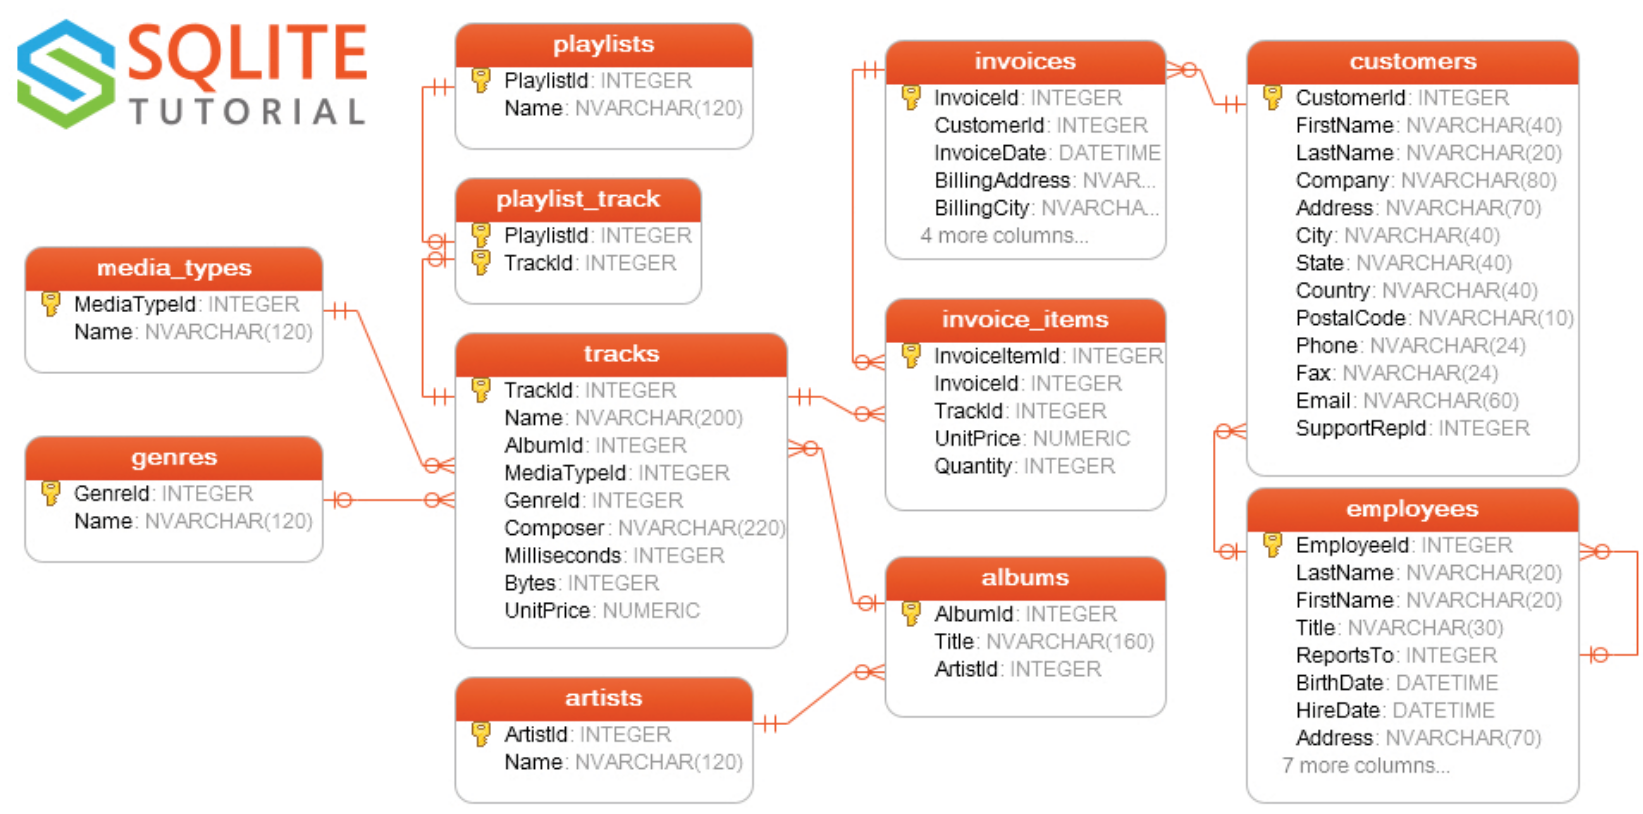 SQLITE
TUTORIAL
playlists
PlaylistId: INTEGER
Name: NVARCHAR(120)
playlist_track
PlaylistId: INTEGER
TrackId: INTEGER
media_types
MediaTypeId: INTEGER
Name: NVARCHAR(120)
genres
GenreId: INTEGER
Name: NVARCHAR(120)
tracks
TrackId: INTEGER
Name: NVARCHAR(200)
AlbumId: INTEGER
MediaTypeId: INTEGER
GenreId: INTEGER
Composer: NVARCHAR(220)
Milliseconds: INTEGER
Bytes: INTEGER
UnitPrice: NUMERIC
artists
ArtistId: INTEGER
Name: NVARCHAR(120)
invoices
InvoiceId: INTEGER
CustomerId: INTEGER
InvoiceDate: DATETIME
BillingAddress: NVAR...
BillingCity: NVARCHA...
4 more columns...
invoice_items
InvoiceItemId: INTEGER
InvoiceId: INTEGER
TrackId: INTEGER
UnitPrice: NUMERIC
Quantity: INTEGER
albums
AlbumId: INTEGER
Title: NVARCHAR(160)
ArtistId: INTEGER
customers
CustomerId: INTEGER
FirstName: NVARCHAR(40)
LastName: NVARCHAR(20)
Company: NVARCHAR(80)
Address: NVARCHAR(70)
City: NVARCHAR(40)
State: NVARCHAR(40)
Country: NVARCHAR(40)
PostalCode: NVARCHAR(10)
Phone: NVARCHAR(24)
Fax: NVARCHAR(24)
Email: NVARCHAR(60)
SupportRepId: INTEGER
employees
EmployeeId: INTEGER
LastName: NVARCHAR(20)
FirstName: NVARCHAR(20)
Title: NVARCHAR(30)
ReportsTo: INTEGER
BirthDate: DATETIME
HireDate: DATETIME
Address: NVARCHAR(70)
7 more columns...